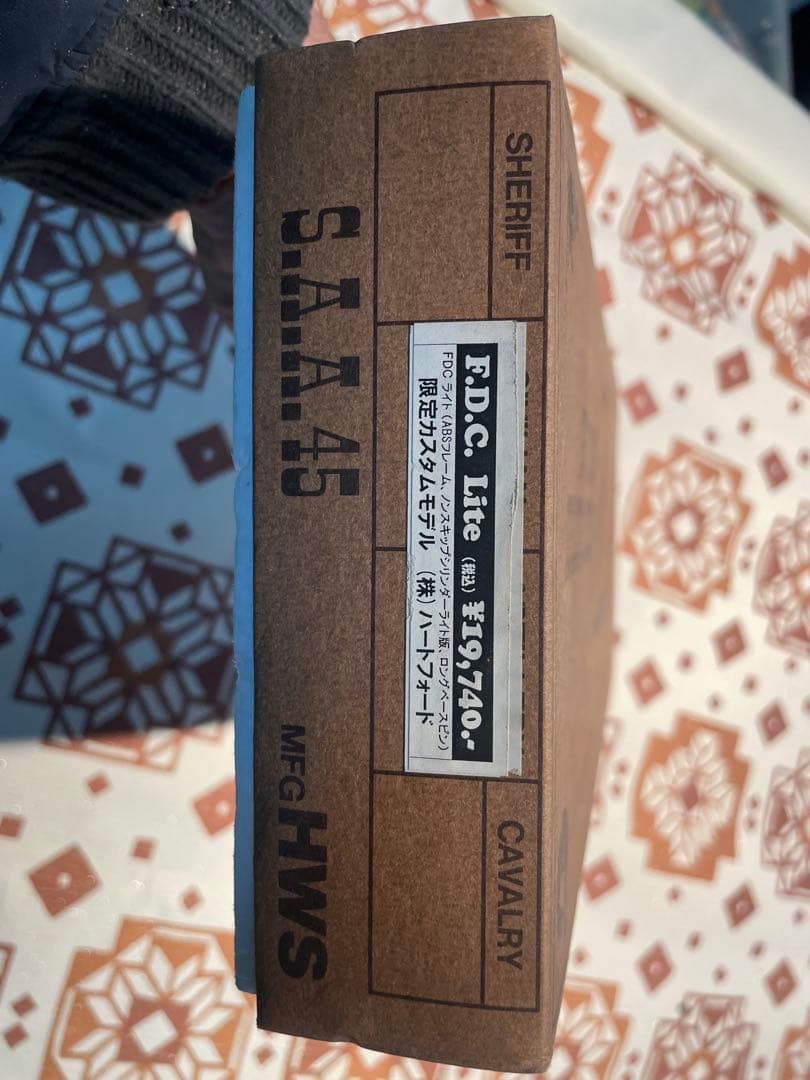 SHERIFF
CAVALRY
F.D.C. Lite (税込) ¥19,740.-
FDC ライト (ABSフレーム、ノンスキップシリンダーライト版、ロングベースピン)
限定カスタムモデル (株) ハートフォード
S.A.A.45
MFG HWS